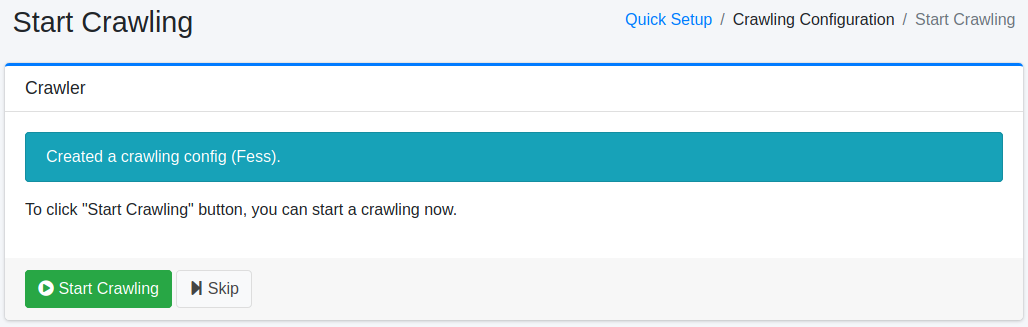 Start Crawling
Quick Setup / Crawling Configuration / Start Crawling
Crawler
Created a crawling config (Fess).
To click "Start Crawling" button, you can start a crawling now.
Start Crawling
Skip